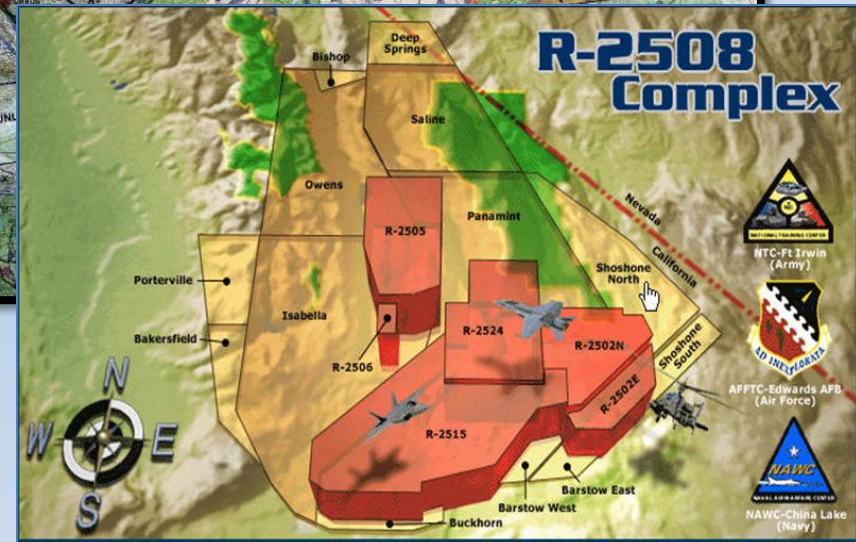 R-2508
Complex
Deep
Springs
Bishop
Saline
Owens
Nevada
California
R-2505
Panamint
NATIONAL TRAINING CENTER
NTC-Ft Irwin
(Army)
Porterville
Shoshone
North
Isabella
Bakersfield
R-2524
R-2506
R-2502N
Shoshone
South
AD INEXPLORATA
AFFTC-Edwards AFB
(Air Force)
R-2502E
R-2515
N
W
E
S
Barstow East
Barstow West
Buckhorn
NAWC
NAVAL AIR WARFARE CENTER
NAWC-China Lake
(Navy)